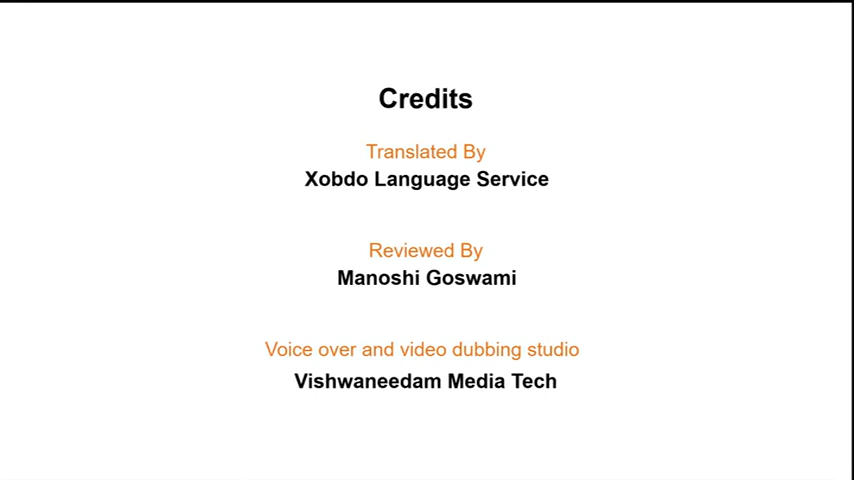 Credits
Translated By
Xobdo Language Service
Reviewed By
Manoshi Goswami
Voice over and video dubbing studio
Vishwaneedam Media Tech